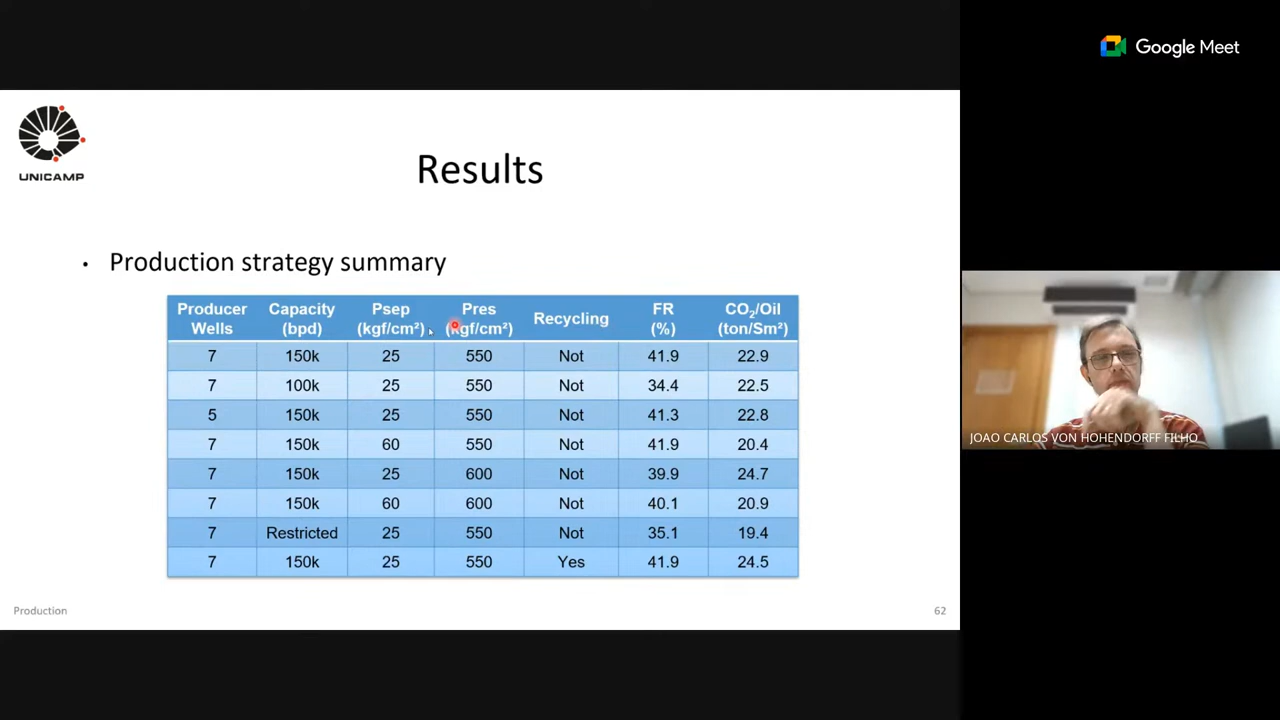 Google Meet
UNICAMP
Results
• Production strategy summary
Producer Wells Capacity (bpd) Psep (kgf/cm²) Pres (kgf/cm²) Recycling FR (%) CO₂/Oil (ton/Sm³)
7 150k 25 550 Not 41.9 22.9
7 100k 25 550 Not 34.4 22.5
5 150k 25 550 Not 41.3 22.8
7 150k 60 550 Not 41.9 20.4
7 150k 25 600 Not 39.9 24.7
7 150k 60 600 Not 40.1 20.9
7 Restricted 25 550 Not 35.1 19.4
7 150k 25 550 Yes 41.9 24.5
JOAO CARLOS VON HOHENDORFF FILHO
Production
62